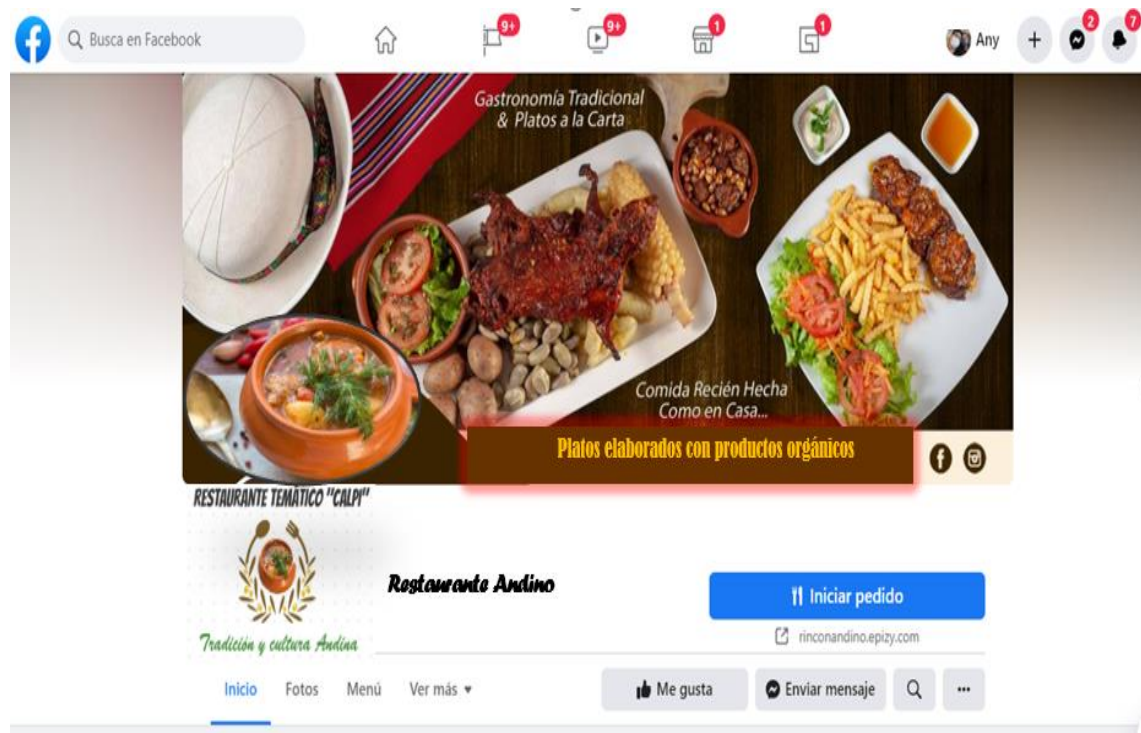 Busca en Facebook
9+
9+
1
1
Any
2
7
Gastronomía Tradicional
& Platos a la Carta
Comida Recién Hecha
Como en Casa...
Platos elaborados con productos orgánicos
RESTAURANTE TEMÁTICO "CALPI"
Tradición y cultura Andina
Restaurante Andino
Iniciar pedido
rinconandino.epizy.com
Inicio
Fotos
Menú
Ver más
Me gusta
Enviar mensaje